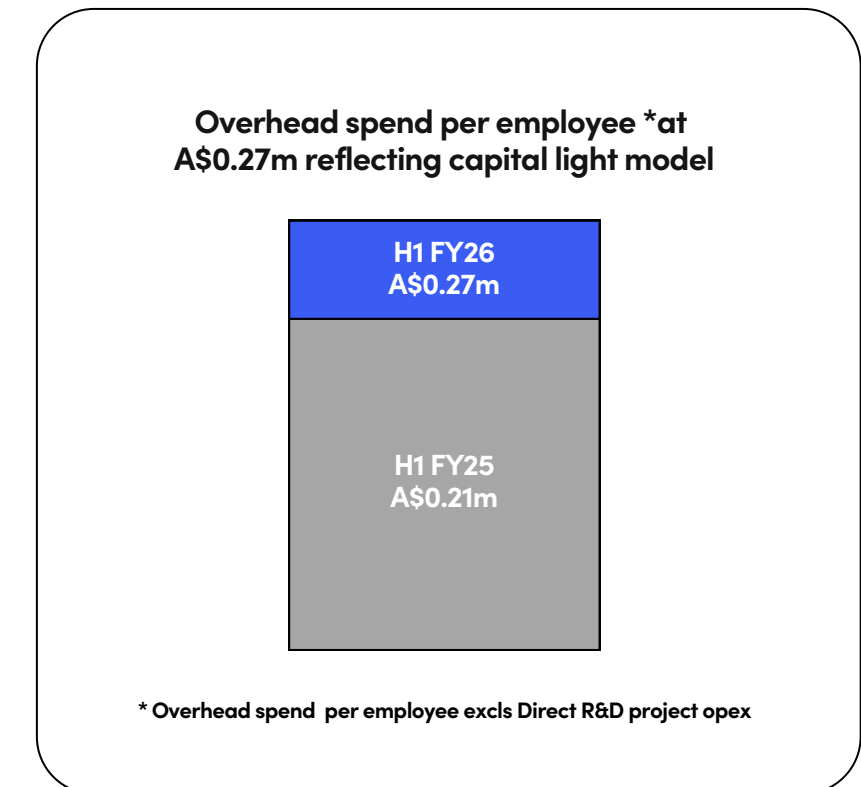 Overhead spend per employee *at
A$0.27m reflecting capital light model
H1 FY26
A$0.27m
H1 FY25
A$0.21m
* Overhead spend  per employee excls Direct R&D project opex